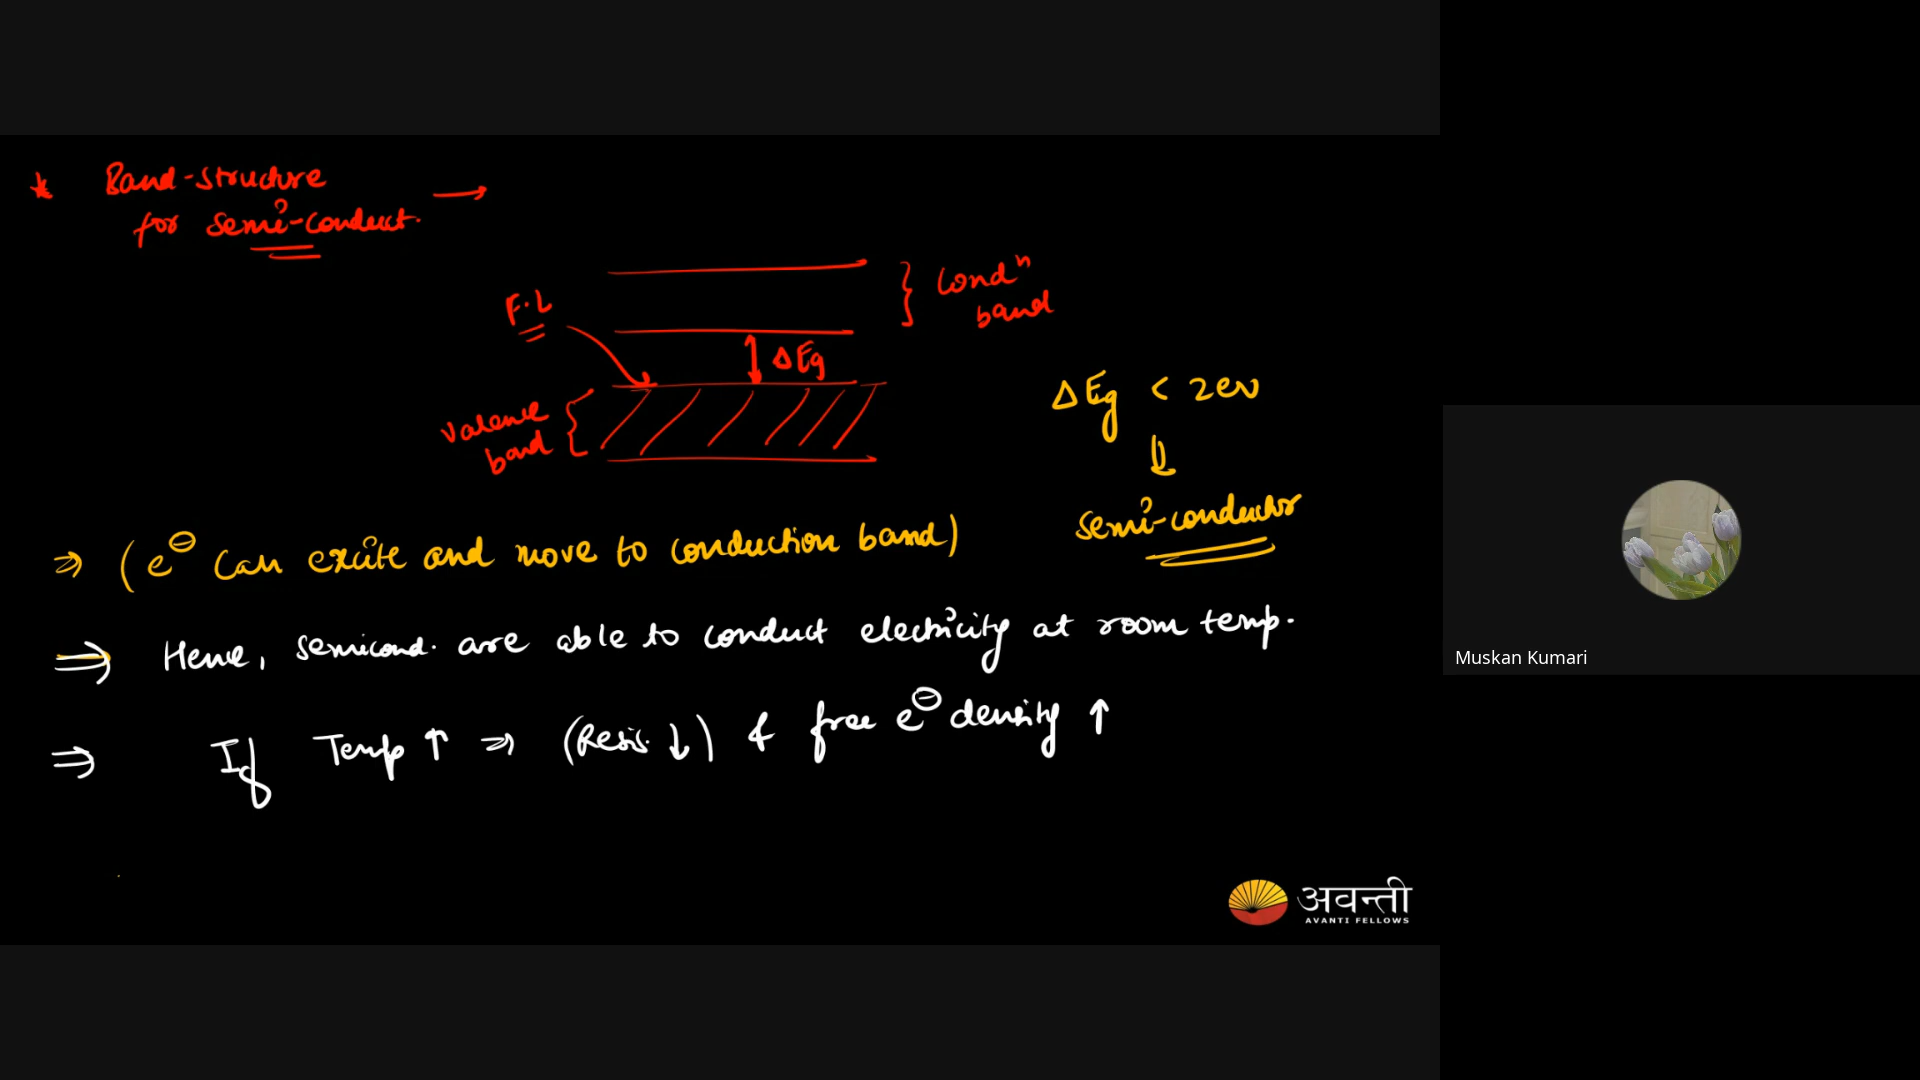 * Band-structure →
for semi-conduct.
} Condⁿ
band
F.L
ΔEg
Valence
band {
ΔEg < 2ev
⇓
semi-conductor
⇒ (e⊖ can excite and move to conduction band)
⇒ Hence, semicond. are able to conduct electricity at room temp.
⇒ If Temp ↑ ⇒ (Resis. ↓) & free e⊖ density ↑
Muskan Kumari
अवन्ती
AVANTI FELLOWS